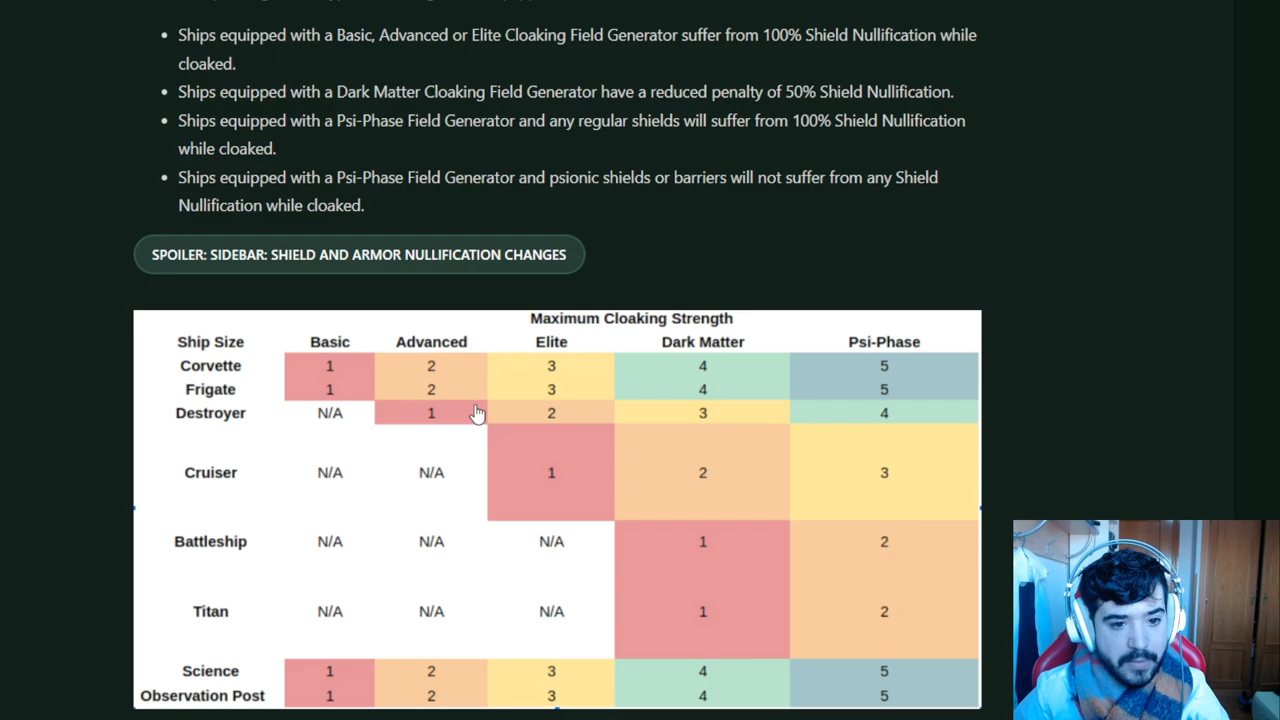 Ships equipped with a Basic, Advanced or Elite Cloaking Field Generator suffer from 100% Shield Nullification while
cloaked.
Ships equipped with a Dark Matter Cloaking Field Generator have a reduced penalty of 50% Shield Nullification.
Ships equipped with a Psi-Phase Field Generator and any regular shields will suffer from 100% Shield Nullification
while cloaked.
Ships equipped with a Psi-Phase Field Generator and psionic shields or barriers will not suffer from any Shield
Nullification while cloaked.
SPOILER: SIDEBAR: SHIELD AND ARMOR NULLIFICATION CHANGES
Maximum Cloaking Strength
Ship Size Basic Advanced Elite Dark Matter Psi-Phase
Corvette 1 2 3 4 5
Frigate 1 2 3 4 5
Destroyer N/A 1 2 3 4
Cruiser N/A N/A 1 2 3
Battleship N/A N/A N/A 1 2
Titan N/A N/A N/A 1 2
Science 1 2 3 4 5
Observation Post 1 2 3 4 5